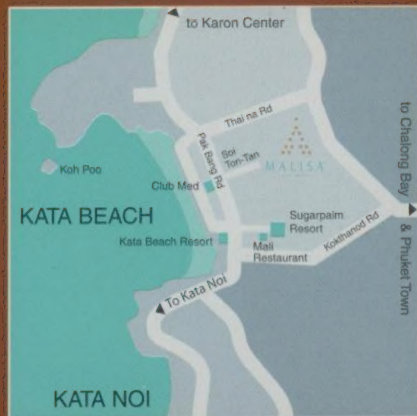 to Karon Center
Thai na Rd
Pak Bang Rd
Soi
Ton-Tan
MALISA
Koh Poo
Club Med
KATA BEACH
Sugarpalm
Resort
Kata Beach Resort
Mali
Restaurant
Kokthanod Rd
to Chalong Bay & Phuket Town
To Kata Noi
KATA NOI